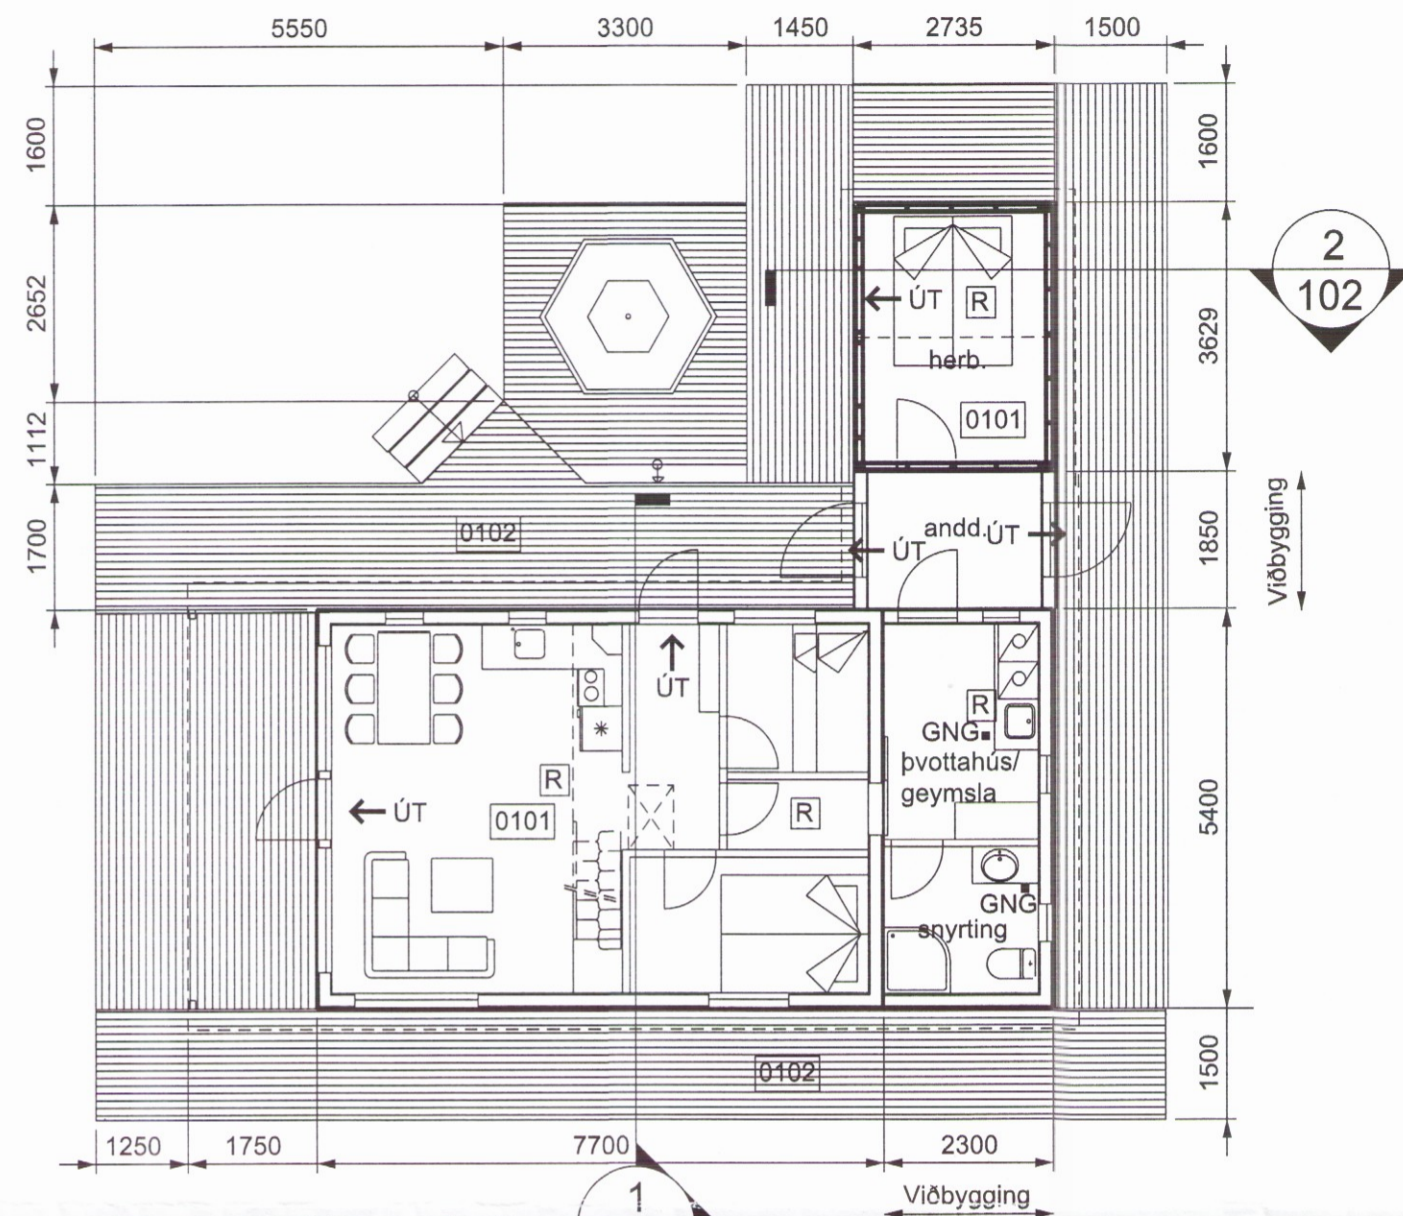 5550 3300 1450 2735 1500
1600
1600
2
102
2652
3629
ÚT R
herb.
0101
1112
1700
0102
andd. ÚT
ÚT
1850
Viðbygging
ÚT
R
GNG
þvottahús/
geymsla
R
ÚT
0101
R
5400
GNG
snyrting
0102
1500
1250 1750 7700 2300
1
Viðbygging